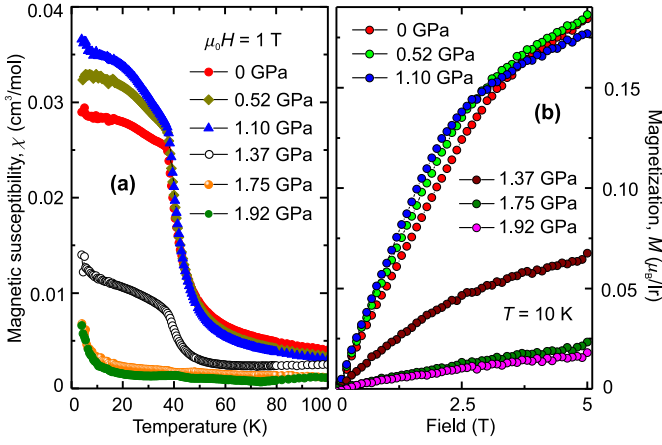 0.04
0.03
0.02
0.01
0
0
20
40
60
80
100
Magnetic susceptibility, χ (cm³/mol)
Temperature (K)
μ₀H = 1 T
0 GPa
0.52 GPa
1.10 GPa
1.37 GPa
1.75 GPa
1.92 GPa
(a)
0 GPa
0.52 GPa
1.10 GPa
(b)
1.37 GPa
1.75 GPa
1.92 GPa
T = 10 K
0
2.5
5
Field (T)
0.15
0.10
0.05
0
Magnetization, M (μB/Ir)